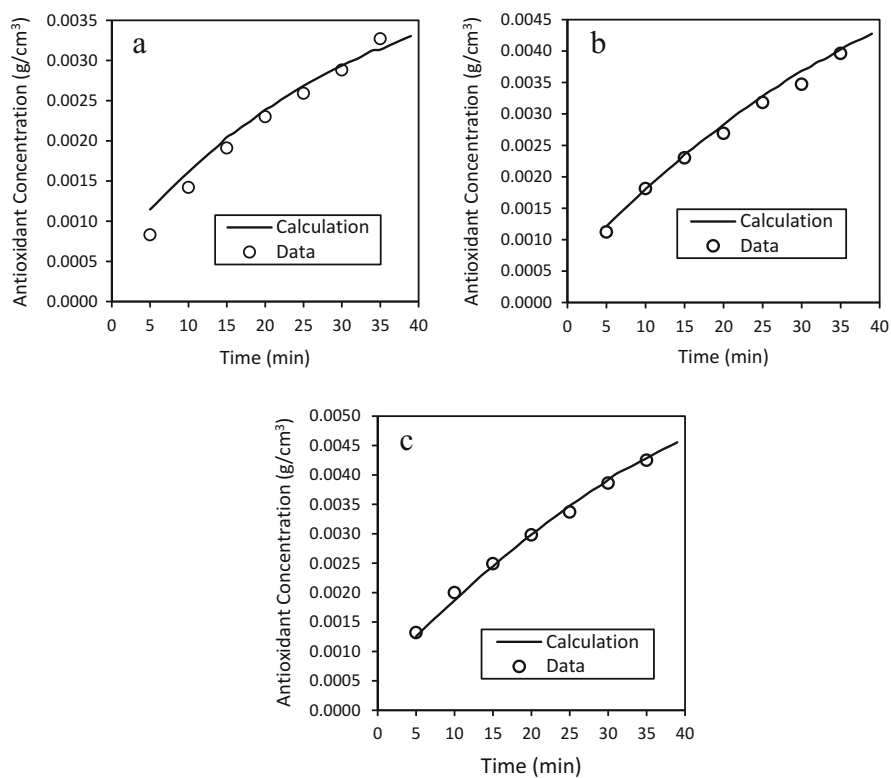 a
Antioxidant Concentration (g/cm³)
0.0035
0.0030
0.0025
0.0020
0.0015
0.0010
0.0005
0.0000
Calculation
Data
0 5 10 15 20 25 30 35 40
Time (min)
b
Antioxidant Concentration (g/cm³)
0.0045
0.0040
0.0035
0.0030
0.0025
0.0020
0.0015
0.0010
0.0005
0.0000
Calculation
Data
0 5 10 15 20 25 30 35 40
Time (min)
c
Antioxidant Concentration (g/cm³)
0.0050
0.0045
0.0040
0.0035
0.0030
0.0025
0.0020
0.0015
0.0010
0.0005
0.0000
Calculation
Data
0 5 10 15 20 25 30 35 40
Time (min)